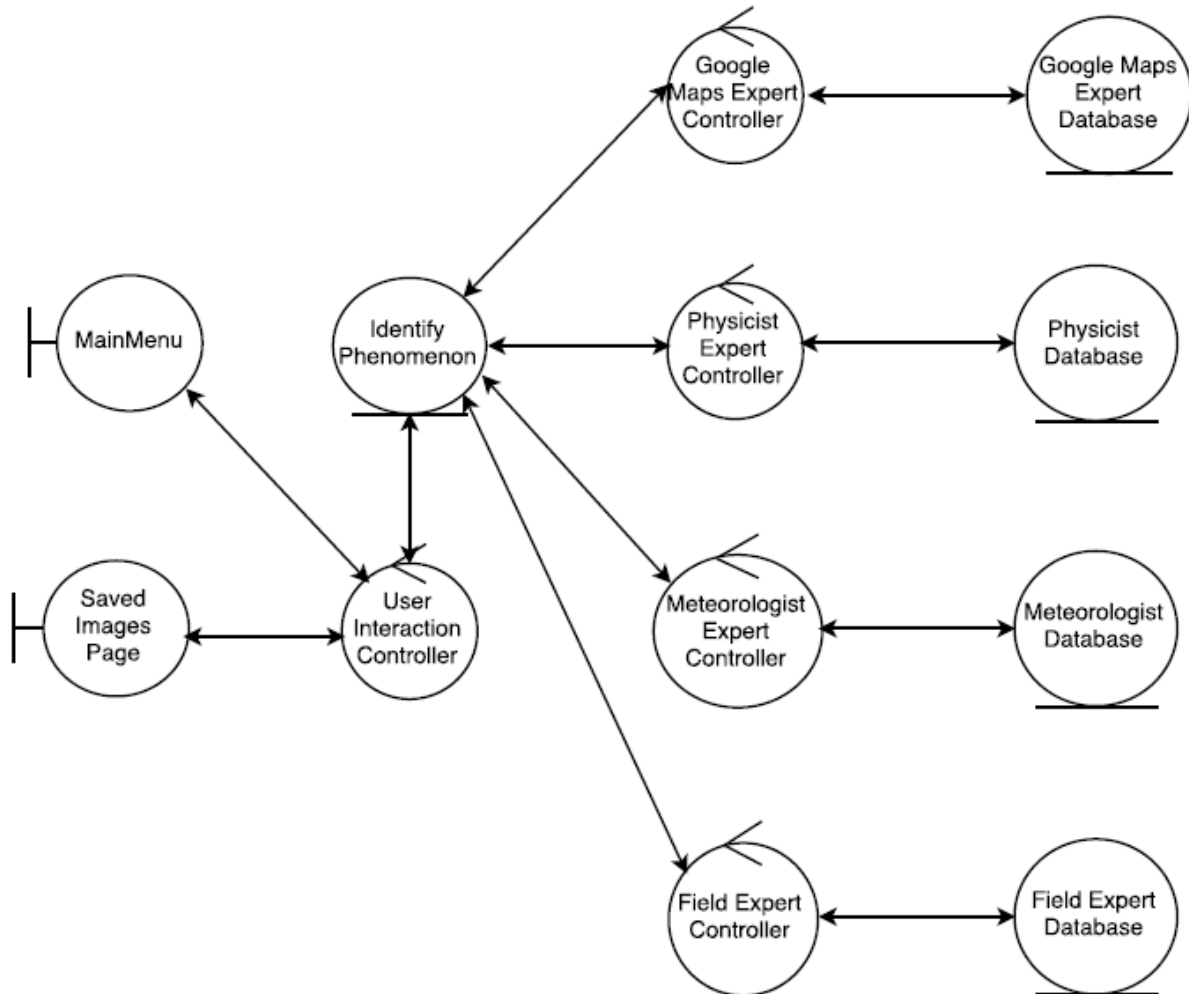 Google
Maps Expert
Controller
Google Maps
Expert
Database
MainMenu
Identify
Phenomenon
Physicist
Expert
Controller
Physicist
Database
Saved
Images
Page
User
Interaction
Controller
Meteorologist
Expert
Controller
Meteorologist
Database
Field Expert
Controller
Field Expert
Database